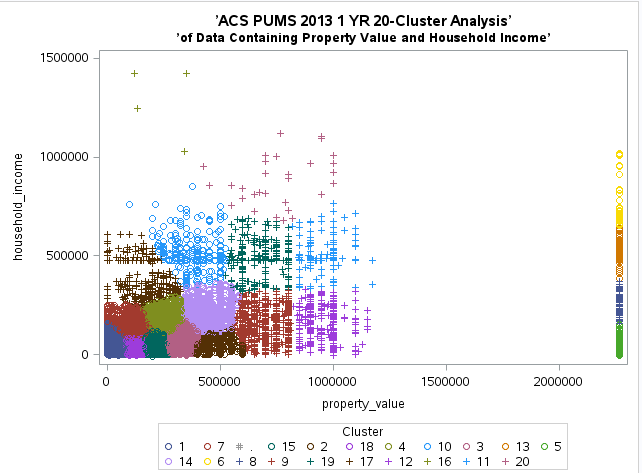 'ACS PUMS 2013 1 YR 20-Cluster Analysis'
'of Data Containing Property Value and Household Income'
1500000
1000000
500000
0
household_income
0 500000 1000000 1500000 2000000
property_value
Cluster
1 7 . 15 2 18 4 10 3 13 5
14 6 8 9 19 17 12 16 11 20